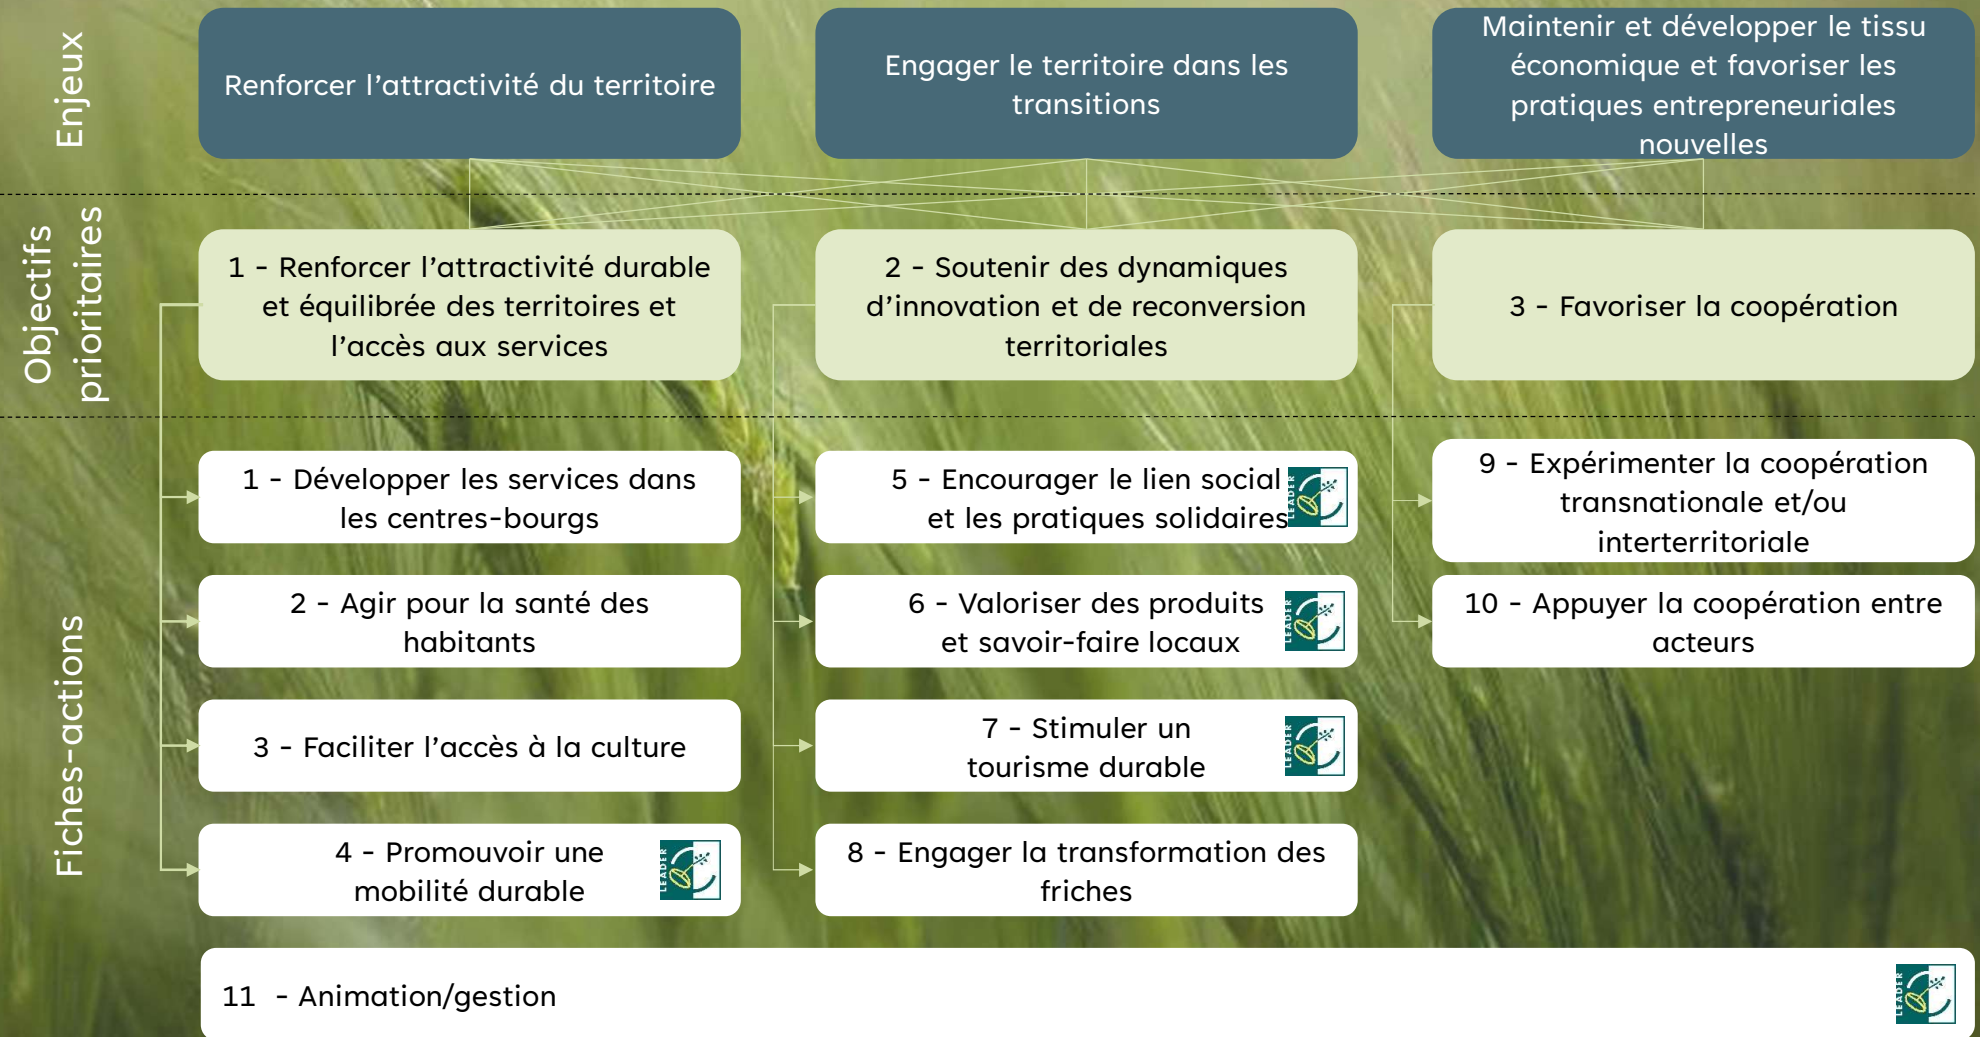 Enjeux
Renforcer l’attractivité du territoire
Engager le territoire dans les
transitions
Maintenir et développer le tissu
économique et favoriser les
pratiques entrepreneuriales
nouvelles
Objectifs
prioritaires
1 - Renforcer l’attractivité durable
et équilibrée des territoires et
l’accès aux services
2 - Soutenir des dynamiques
d’innovation et de reconversion
territoriales
3 - Favoriser la coopération
Fiches-actions
1 - Développer les services dans
les centres-bourgs
2 - Agir pour la santé des
habitants
3 - Faciliter l’accès à la culture
4 - Promouvoir une
mobilité durable
LEADER
5 - Encourager le lien social
et les pratiques solidaires
LEADER
6 - Valoriser des produits
et savoir-faire locaux
LEADER
7 - Stimuler un
tourisme durable
LEADER
8 - Engager la transformation des
friches
9 - Expérimenter la coopération
transnationale et/ou
interterritoriale
10 - Appuyer la coopération entre
acteurs
11 - Animation/gestion
LEADER